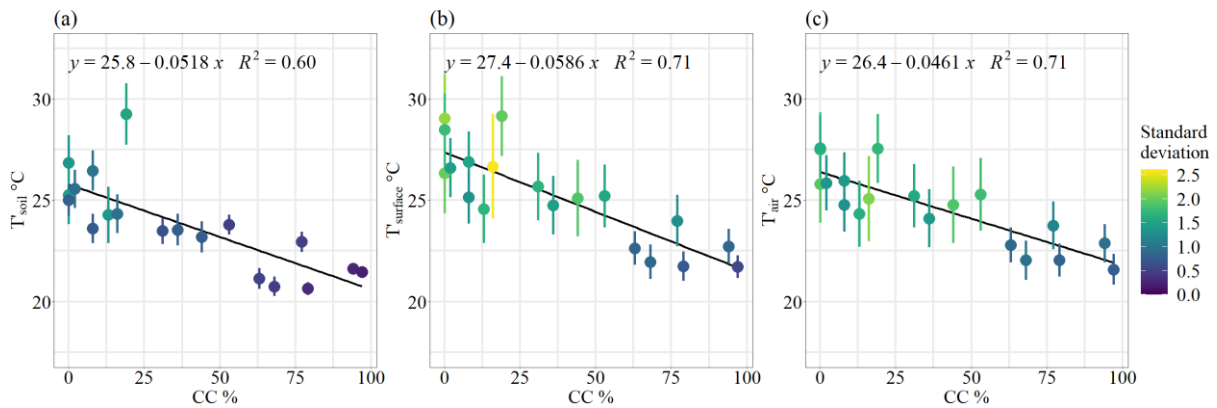 (a)
y = 25.8 − 0.0518 x R² = 0.60
30
25
20
T'soil °C
0 25 50 75 100
CC %
(b)
y = 27.4 − 0.0586 x R² = 0.71
30
25
20
T'surface °C
0 25 50 75 100
CC %
(c)
y = 26.4 − 0.0461 x R² = 0.71
30
25
20
T'air °C
0 25 50 75 100
CC %
Standard
deviation
2.5
2.0
1.5
1.0
0.5
0.0